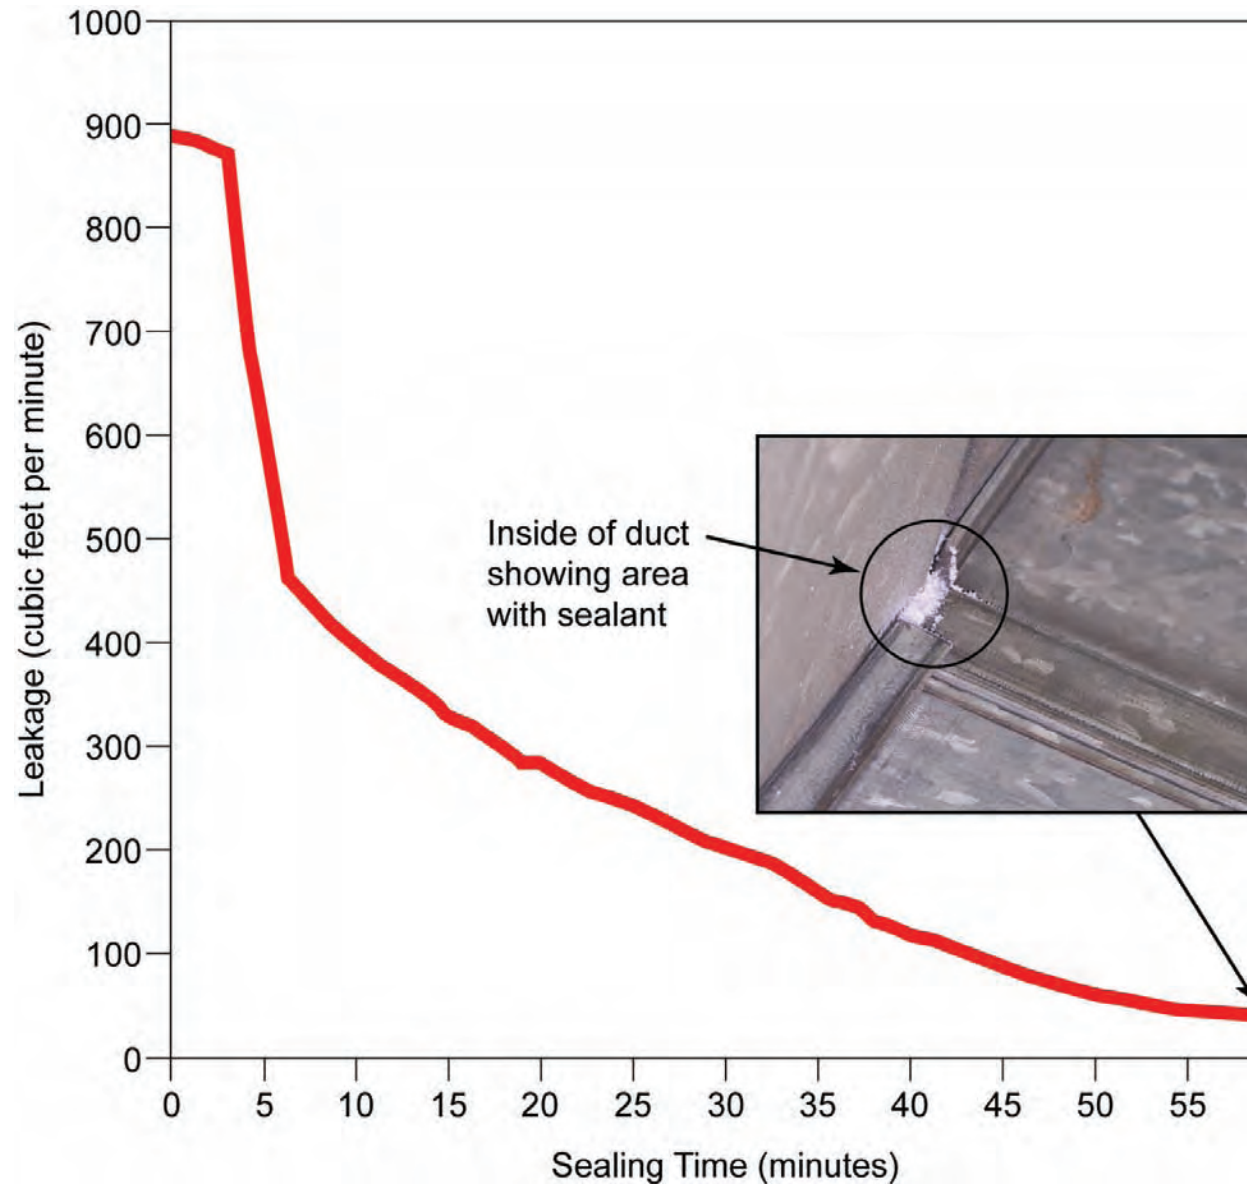 1000
900
800
700
600
500
400
300
200
100
0
Leakage (cubic feet per minute)
Inside of duct
showing area
with sealant
0 5 10 15 20 25 30 35 40 45 50 55
Sealing Time (minutes)